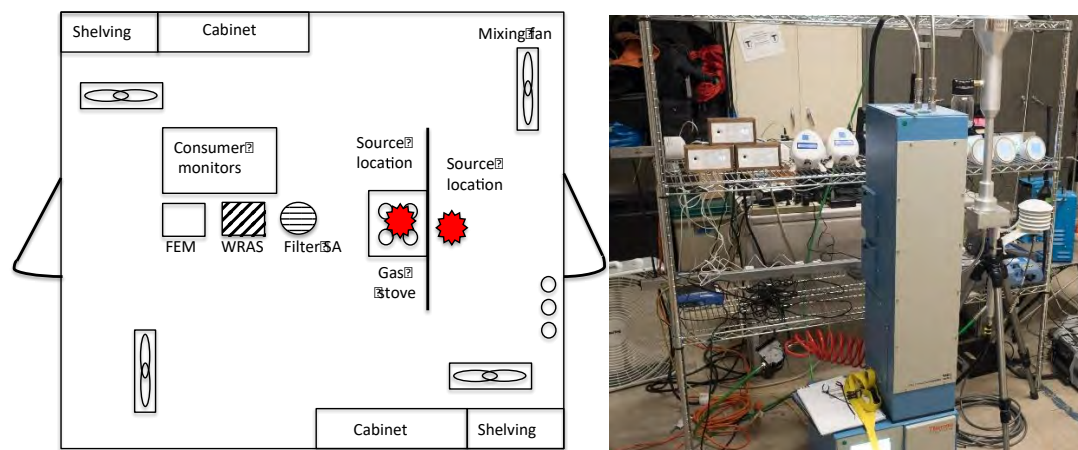 Shelving
Cabinet
Mixing fan
Consumer
monitors
Source
location
Source
location
FEM
WRAS
Filter SA
Gas
stove
Cabinet
Shelving